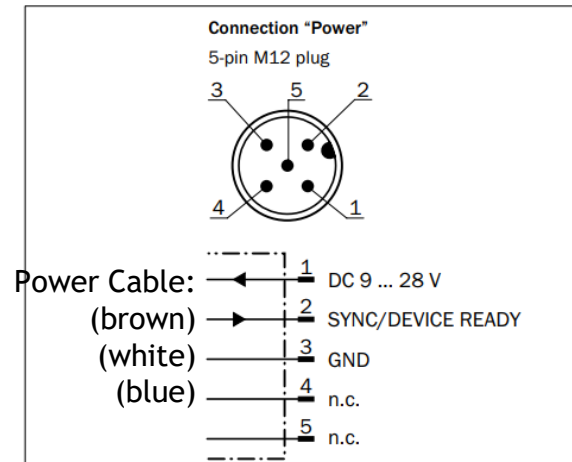 Connection “Power”
5-pin M12 plug
3 5 2
4 1
Power Cable: 1 DC 9 ... 28 V
(brown) 2 SYNC/DEVICE READY
(white) 3 GND
(blue) 4 n.c.
5 n.c.